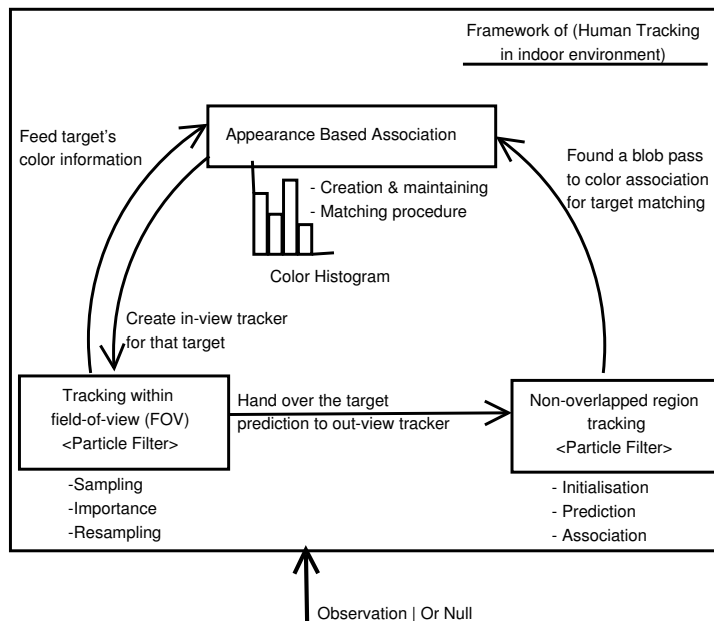 Framework of (Human Tracking
in indoor environment)
Feed target's
color information
Appearance Based Association
Found a blob pass
to color association
for target matching
- Creation & maintaining
- Matching procedure
Color Histogram
Create in-view tracker
for that target
Tracking within
field-of-view (FOV)
<Particle Filter>
Hand over the target
prediction to out-view tracker
Non-overlapped region
tracking
<Particle Filter>
-Sampling
-Importance
-Resampling
- Initialisation
- Prediction
- Association
Observation | Or Null